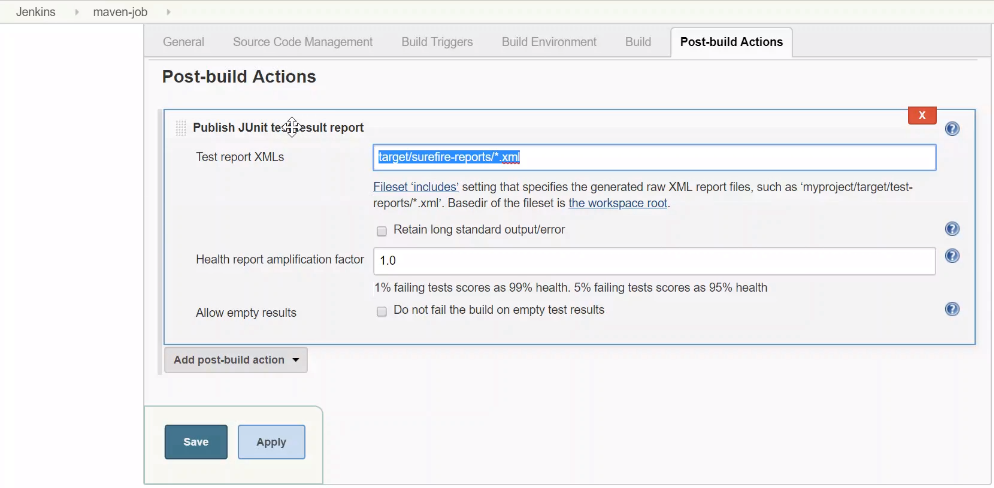 Jenkins maven-job
General Source Code Management Build Triggers Build Environment Build Post-build Actions
Post-build Actions
X
Publish JUnit test result report
Test report XMLs target/surefire-reports/*.xml
Fileset ‘includes’ setting that specifies the generated raw XML report files, such as ‘myproject/target/test-
reports/*.xml’. Basedir of the fileset is the workspace root.
Retain long standard output/error
Health report amplification factor 1.0
1% failing tests scores as 99% health. 5% failing tests scores as 95% health
Allow empty results Do not fail the build on empty test results
Add post-build action
Save Apply